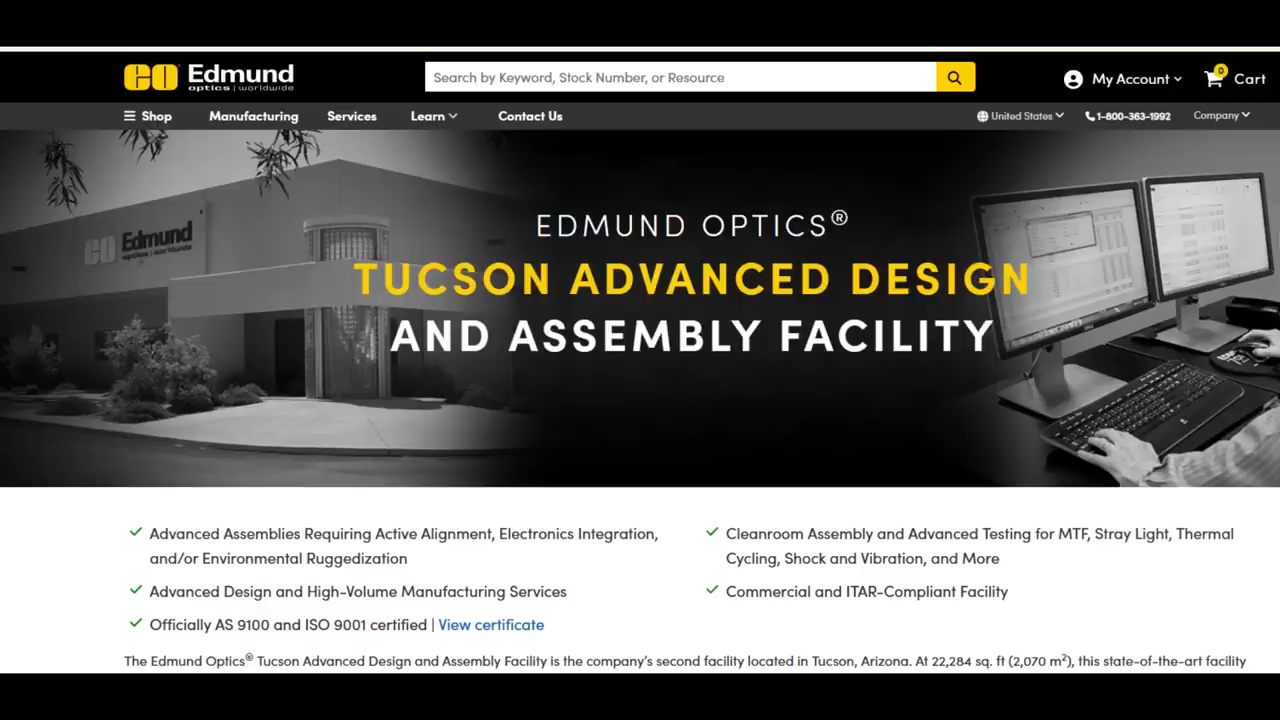 eo Edmund
optics | worldwide
Search by Keyword, Stock Number, or Resource
My Account
0
Cart
Shop
Manufacturing
Services
Learn
Contact Us
United States
1-800-363-1992
Company
eo Edmund
optics | worldwide
EDMUND OPTICS®
TUCSON ADVANCED DESIGN
AND ASSEMBLY FACILITY
Advanced Assemblies Requiring Active Alignment, Electronics Integration,
and/or Environmental Ruggedization
Advanced Design and High-Volume Manufacturing Services
Officially AS 9100 and ISO 9001 certified | View certificate
Cleanroom Assembly and Advanced Testing for MTF, Stray Light, Thermal
Cycling, Shock and Vibration, and More
Commercial and ITAR-Compliant Facility
The Edmund Optics® Tucson Advanced Design and Assembly Facility is the company's second facility located in Tucson, Arizona. At 22,284 sq. ft (2,070 m²), this state-of-the-art facility